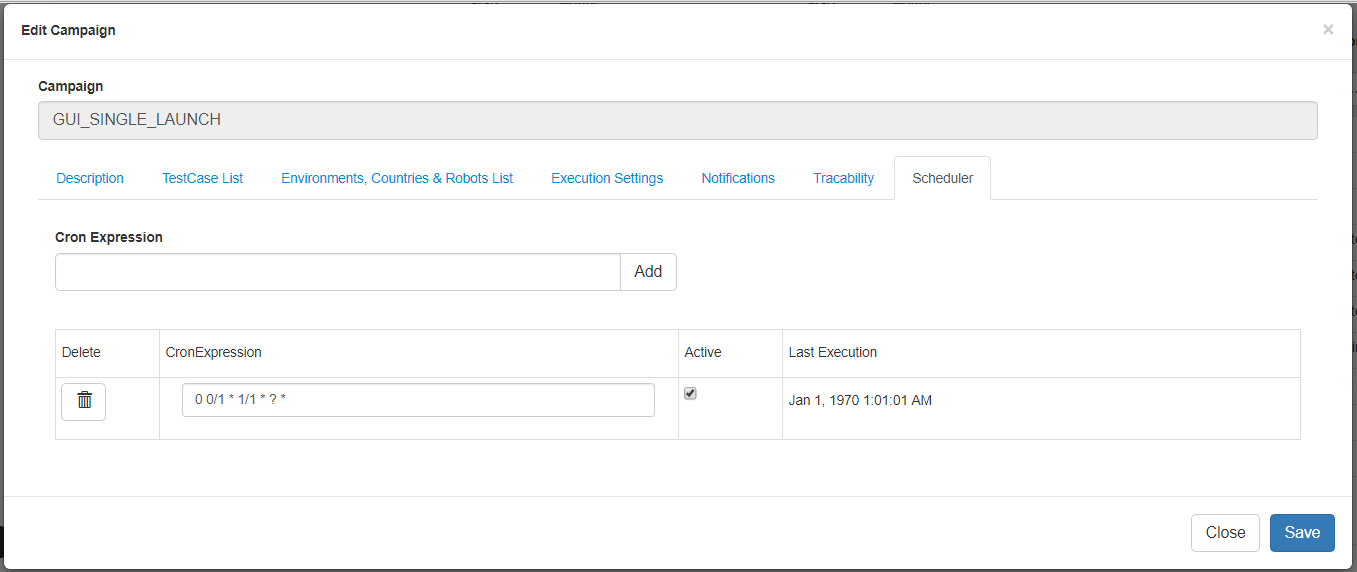 Edit Campaign ×
Campaign
GUI_SINGLE_LAUNCH
Description TestCase List Environments, Countries & Robots List Execution Settings Notifications Tracability Scheduler
Cron Expression
Add
Delete CronExpression Active Last Execution
0 0/1 * 1/1 * ? * Jan 1, 1970 1:01:01 AM
Close Save